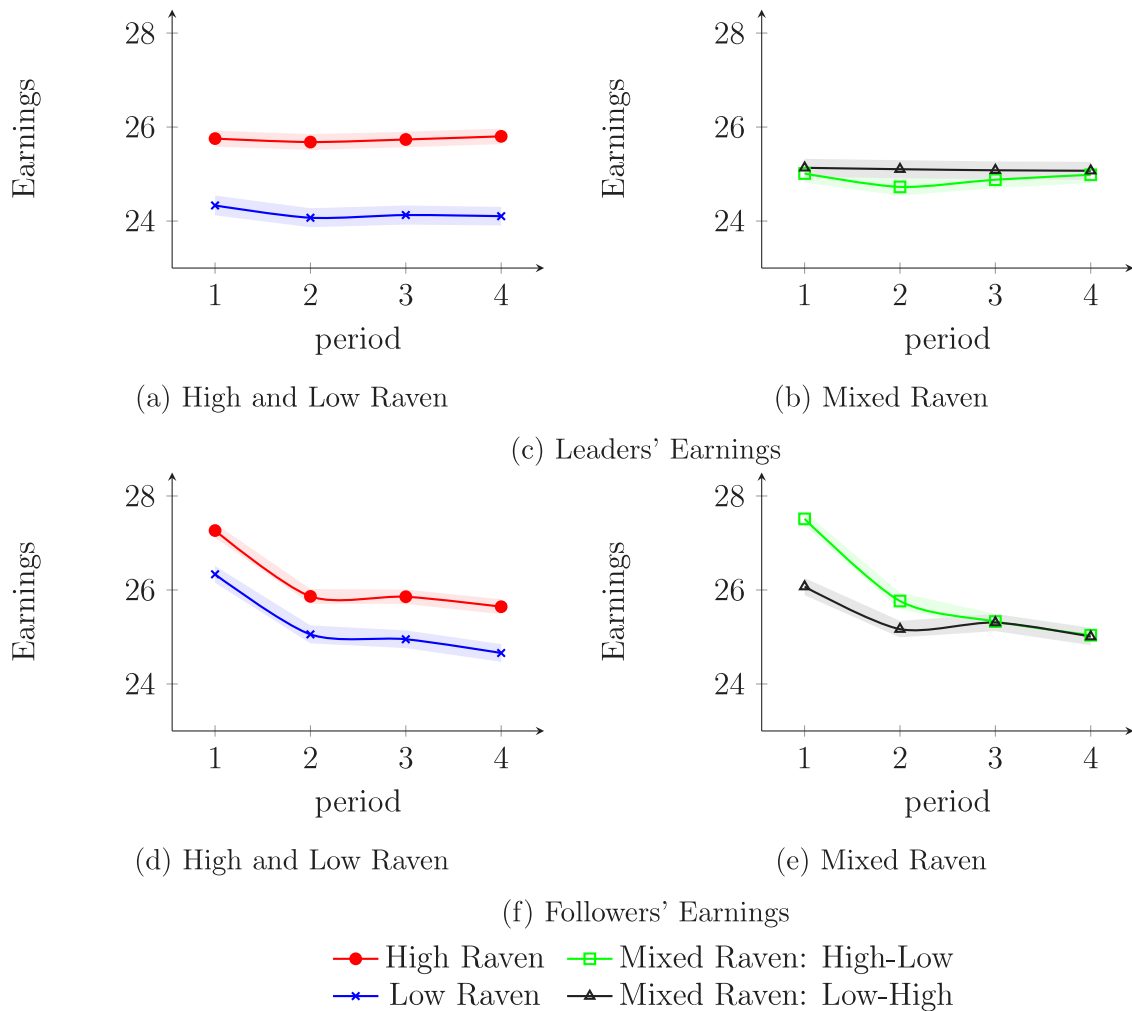 28
26
24
Earnings
1 2 3 4
period
(a) High and Low Raven
28
26
24
Earnings
1 2 3 4
period
(b) Mixed Raven
(c) Leaders' Earnings
28
26
24
Earnings
1 2 3 4
period
(d) High and Low Raven
28
26
24
Earnings
1 2 3 4
period
(e) Mixed Raven
(f) Followers' Earnings
High Raven Mixed Raven: High-Low
Low Raven Mixed Raven: Low-High